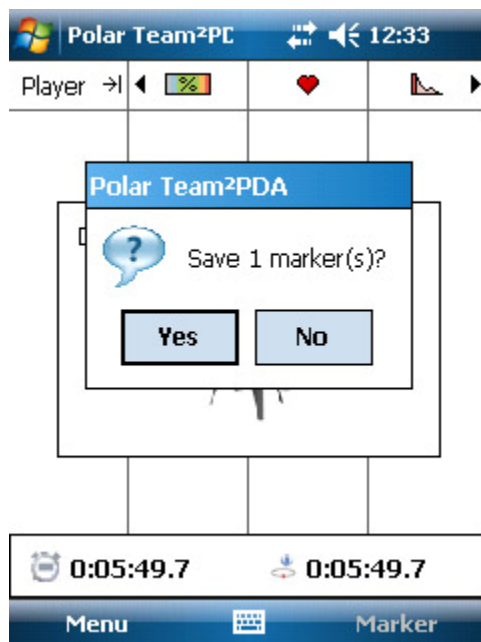 Polar Team²PD 12:33
Player %
Polar Team²PDA
Save 1 marker(s)?
Yes No
0:05:49.7 0:05:49.7
Menu Marker